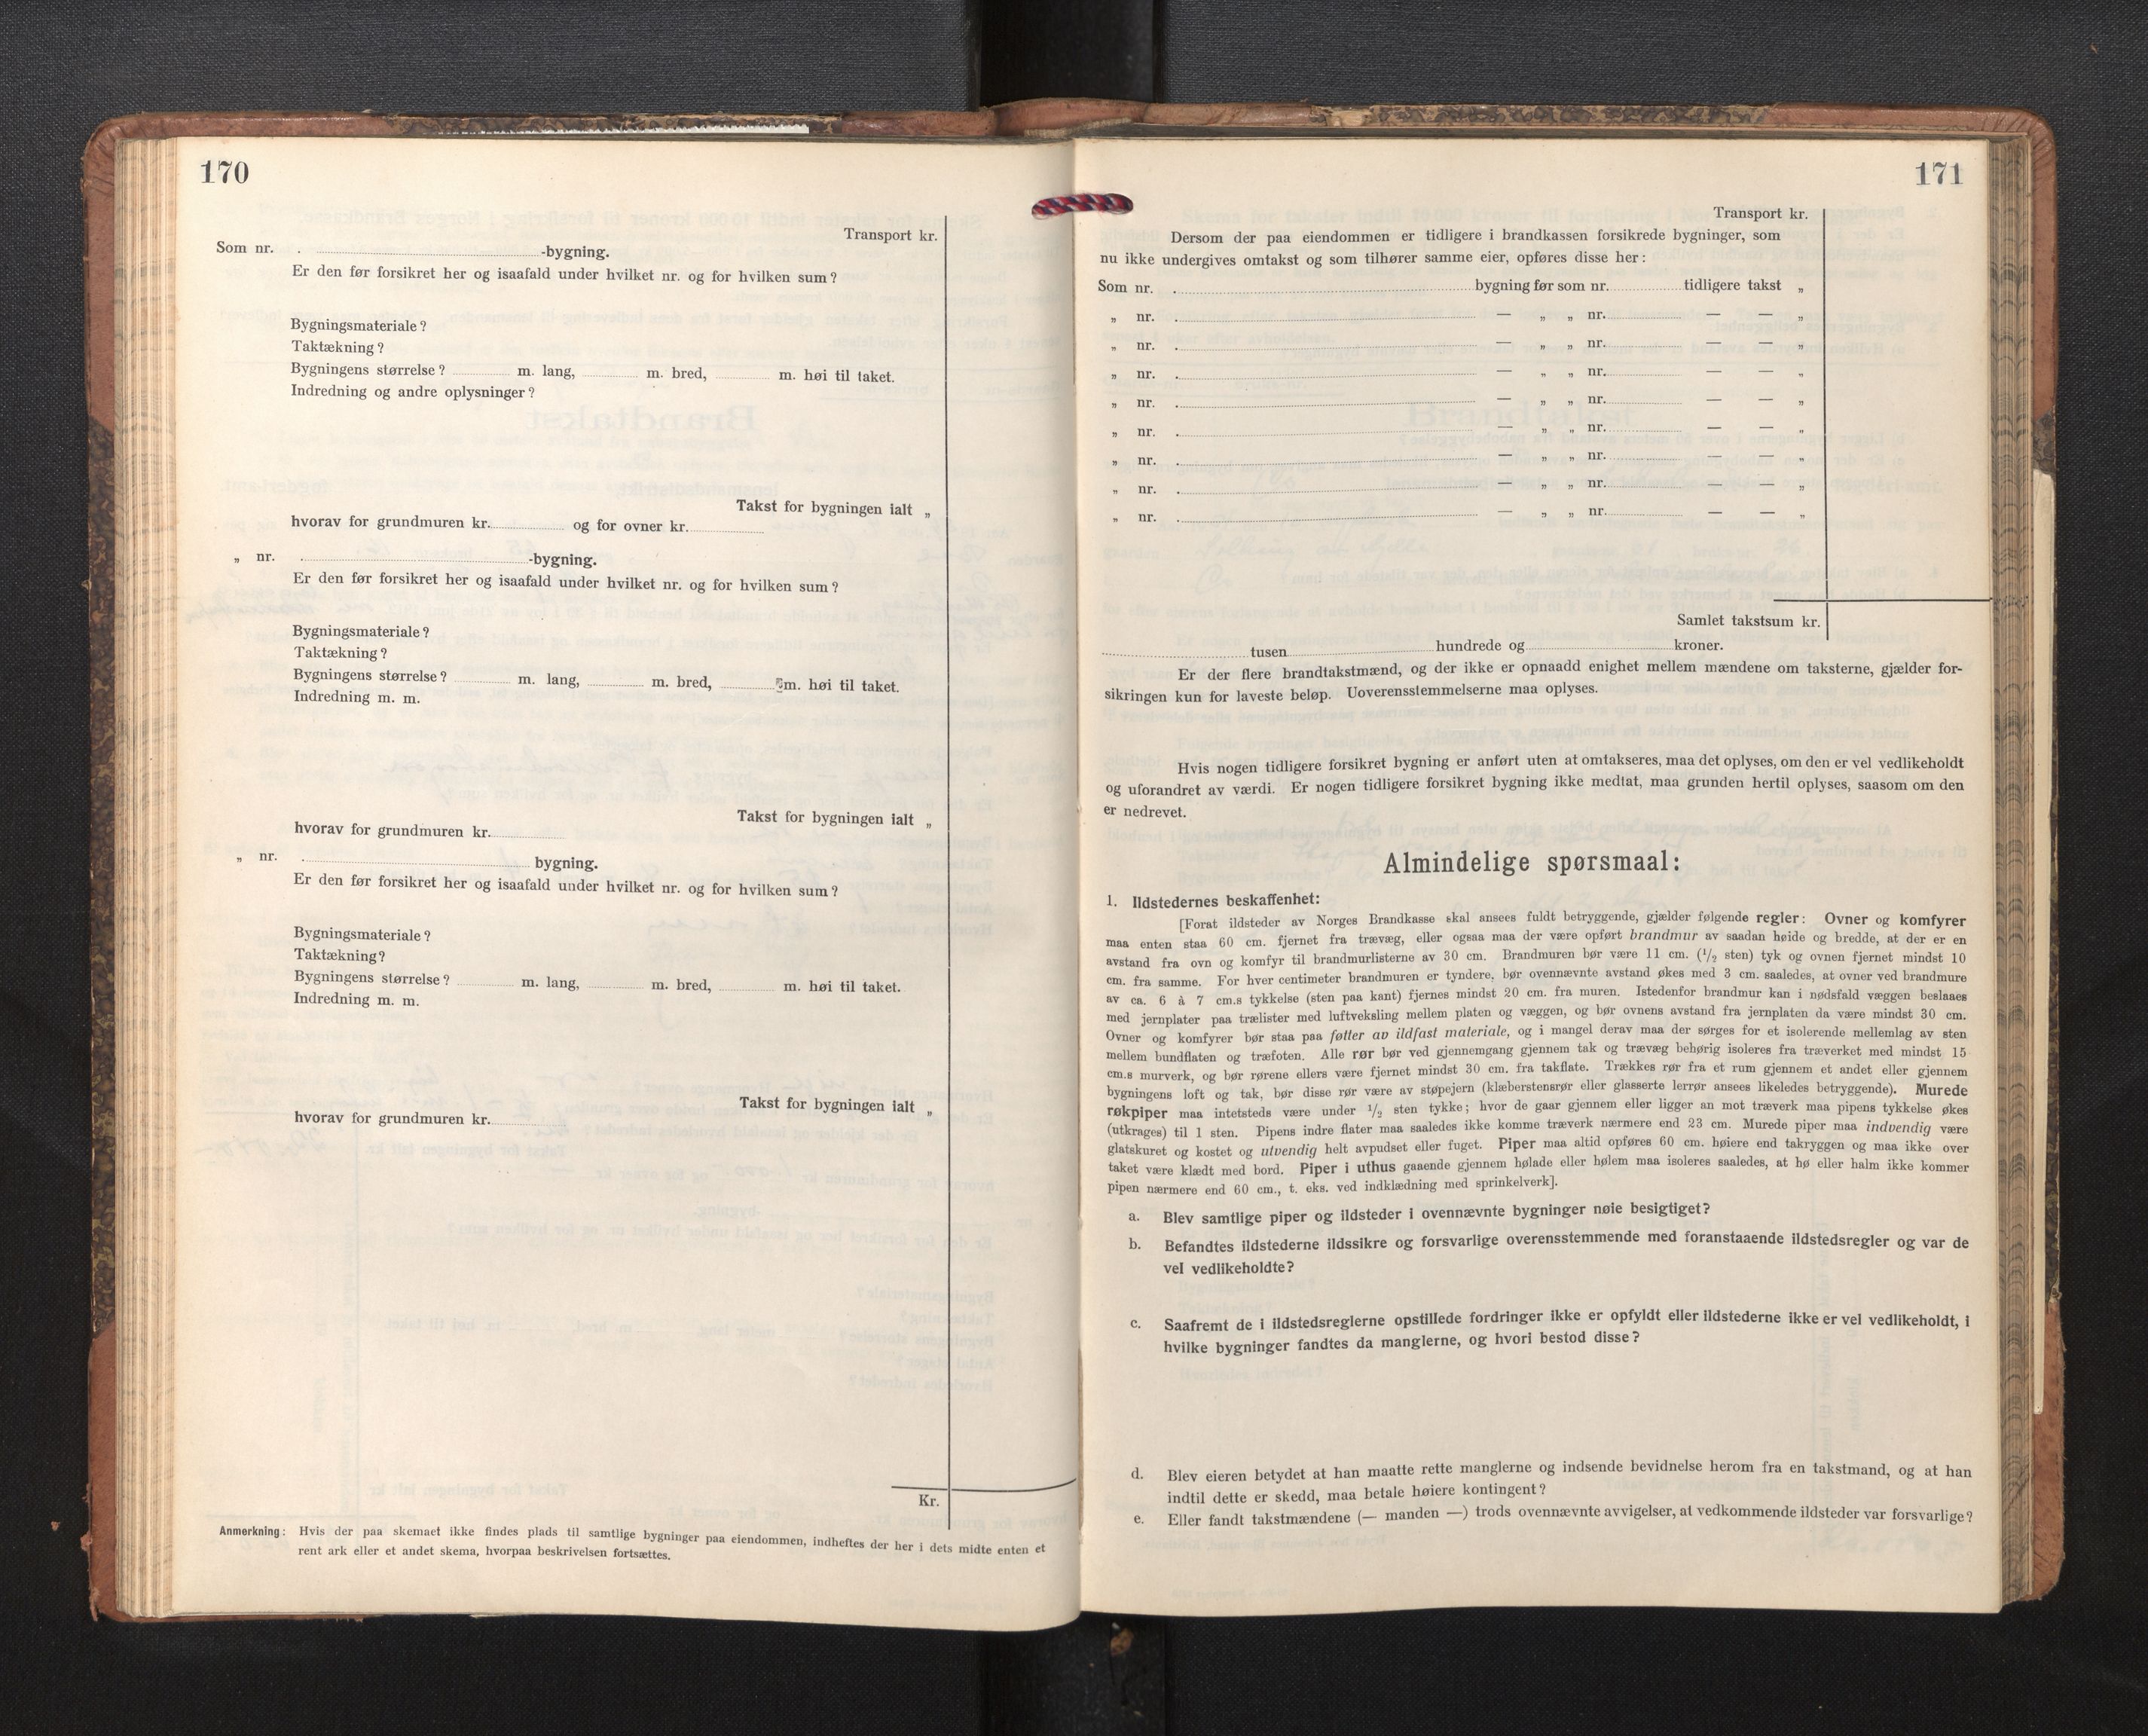 170
Transport kr.
Som nr. . -bygning.
Er den før forsikret her og isaafald under hvilket nr. og for hvilken sum?
Bygningsmateriale?
Taktækning?
Bygningens størrelse? m. lang, m. bred, m. høi til taket.
Indredning og andre oplysninger?
Takst for bygningen ialt „
hvorav for grundmuren kr. og for ovner kr.
„ nr. . -bygning.
Er den før forsikret her og isaafald under hvilket nr. og for hvilken sum?
Bygningsmateriale?
Taktækning?
Bygningens størrelse? m. lang, m. bred, m. høi til taket.
Indredning m. m.
Takst for bygningen ialt „
hvorav for grundmuren kr.
„ nr. . bygning.
Er den før forsikret her og isaafald under hvilket nr. og for hvilken sum?
Bygningsmateriale?
Taktækning?
Bygningens størrelse? m. lang, m. bred, m. høi til taket.
Indredning m. m.
Takst for bygningen ialt „
hvorav for grundmuren kr.
Kr.
Anmerkning: Hvis der paa skemaet ikke findes plads til samtlige bygninger paa eiendommen, indheftes der her i dets midte enten et
rent ark eller et andet skema, hvorpaa beskrivelsen fortsættes.
171
Transport kr.
Dersom der paa eiendommen er tidligere i brandkassen forsikrede bygninger, som
nu ikke undergives omtakst og som tilhører samme eier, opføres disse her:
Som nr. . bygning før som nr. tidligere takst „
„ nr. . — „ „ nr. — — „
„ nr. . — „ „ nr. — — „
„ nr. . — „ „ nr. — — „
„ nr. . — „ „ nr. — — „
„ nr. . — „ „ nr. — — „
„ nr. . — „ „ nr. — — „
„ nr. . — „ „ nr. — — „
„ nr. . — „ „ nr. — — „
Samlet takstsum kr.
tusen hundrede og kroner.
Er der flere brandtakstmænd, og der ikke er opnaadd enighet mellem mændene om taksterne, gjælder for-
sikringen kun for laveste beløp. Uoverensstemmelserne maa oplyses.
Hvis nogen tidligere forsikret bygning er anført uten at omtakseres, maa det oplyses, om den er vel vedlikeholdt
og uforandret av værdi. Er nogen tidligere forsikret bygning ikke medtat, maa grunden hertil oplyses, saasom om den
er nedrevet.
Almindelige spørsmaal:
1. Ildstedernes beskaffenhet:
[Forat ildsteder av Norges Brandkasse skal ansees fuldt betryggende, gjælder følgende regler: Ovner og komfyrer
maa enten staa 60 cm. fjernet fra trævæg, eller ogsaa maa der være opført brandmur av saadan høide og bredde, at der er en
avstand fra ovn og komfyr til brandmurlisterne av 30 cm. Brandmuren bør være 11 cm. (1/2 sten) tyk og ovnen fjernet mindst 10
cm. fra samme. For hver centimeter brandmuren er tyndere, bør ovennævnte avstand økes med 3 cm. saaledes, at ovner ved brandmure
av ca. 6 à 7 cm.s tykkelse (sten paa kant) fjernes mindst 20 cm. fra muren. Istedenfor brandmur kan i nødsfald væggen beslaaes
med jernplater paa trælister med luftveksling mellem platen og væggen, og bør ovnens avstand fra jernplaten da være mindst 30 cm.
Ovner og komfyrer bør staa paa føtter av ildfast materiale, og i mangel derav maa der sørges for et isolerende mellemlag av sten
mellem bundflaten og træfoten. Alle rør bør ved gjennemgang gjennem tak og trævæg behørig isoleres fra træverket med mindst 15
cm.s murverk, og bør rørene ellers være fjernet mindst 30 cm. fra takflate. Trækkes rør fra et rum gjennem et andet eller gjennem
bygningens loft og tak, bør disse rør være av støpejern (klæberstensrør eller glasserte lerrør ansees likeledes betryggende). Murede
røkpiper maa intetsteds være under 1/2 sten tykke; hvor de gaar gjennem eller ligger an mot træverk maa pipens tykkelse økes
(utkrages) til 1 sten. Pipens indre flater maa saaledes ikke komme træverk nærmere end 23 cm. Murede piper maa indvendig være
glatskuret og kostet og utvendig helt avpudset eller fuget. Piper maa altid opføres 60 cm. høiere end takryggen og maa ikke over
taket være klædt med bord. Piper i uthus gaaende gjennem hølade eller hølem maa isoleres saaledes, at hø eller halm ikke kommer
pipen nærmere end 60 cm., t. eks. ved indklædning med sprinkelverk].
a. Blev samtlige piper og ildsteder i ovennævnte bygninger nøie besigtiget?
b. Befandtes ildstederne ildssikre og forsvarlige overensstemmende med foranstaaende ildstedsregler og var de
vel vedlikeholdte?
c. Saafremt de i ildstedsreglerne opstillede fordringer ikke er opfyldt eller ildstederne ikke er vel vedlikeholdt, i
hvilke bygninger fandtes da manglerne, og hvori bestod disse?
d. Blev eieren betydet at han maatte rette manglerne og indsende bevidnelse herom fra en takstmand, og at han
indtil dette er skedd, maa betale høiere kontingent?
e. Eller fandt takstmændene (— manden —) trods ovennævnte avvigelser, at vedkommende ildsteder var forsvarlige?